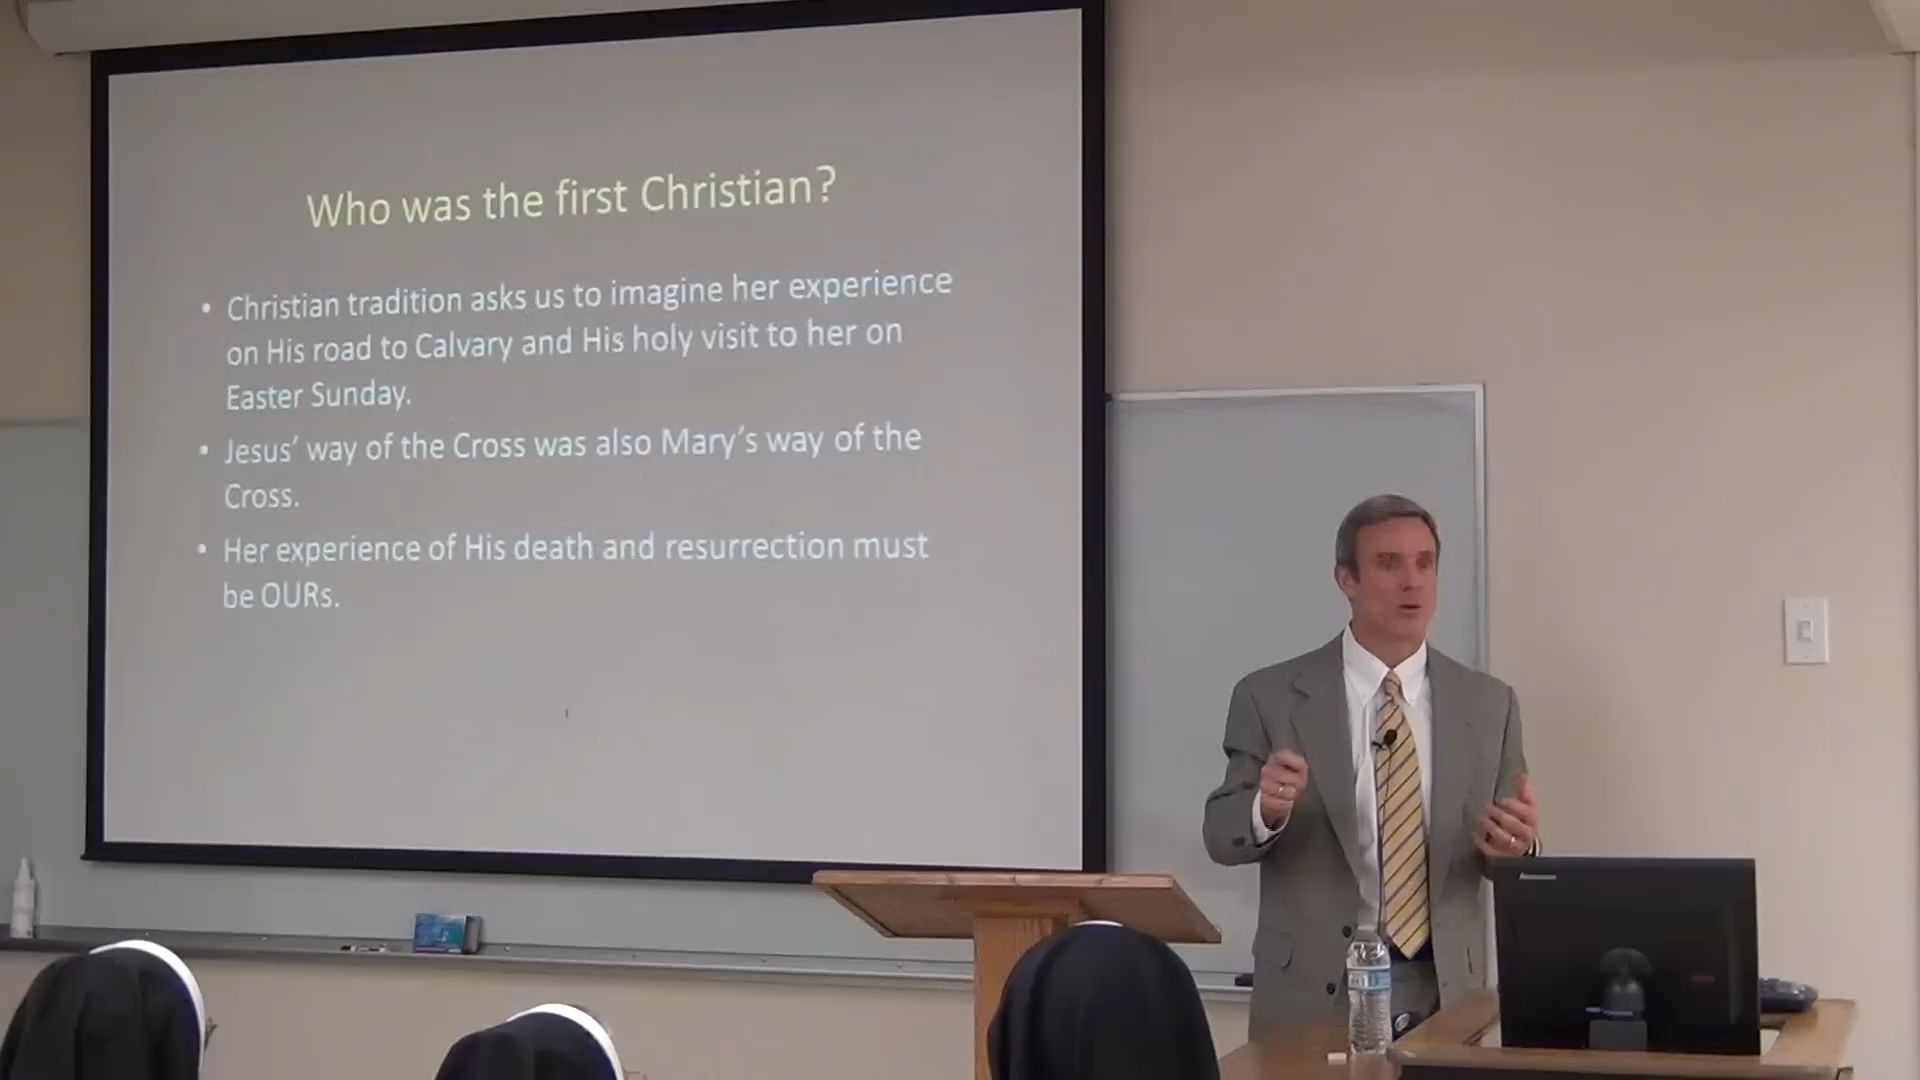 Who was the first Christian?
• Christian tradition asks us to imagine her experience
on His road to Calvary and His holy visit to her on
Easter Sunday.
• Jesus' way of the Cross was also Mary's way of the
Cross.
• Her experience of His death and resurrection must
be OURs.